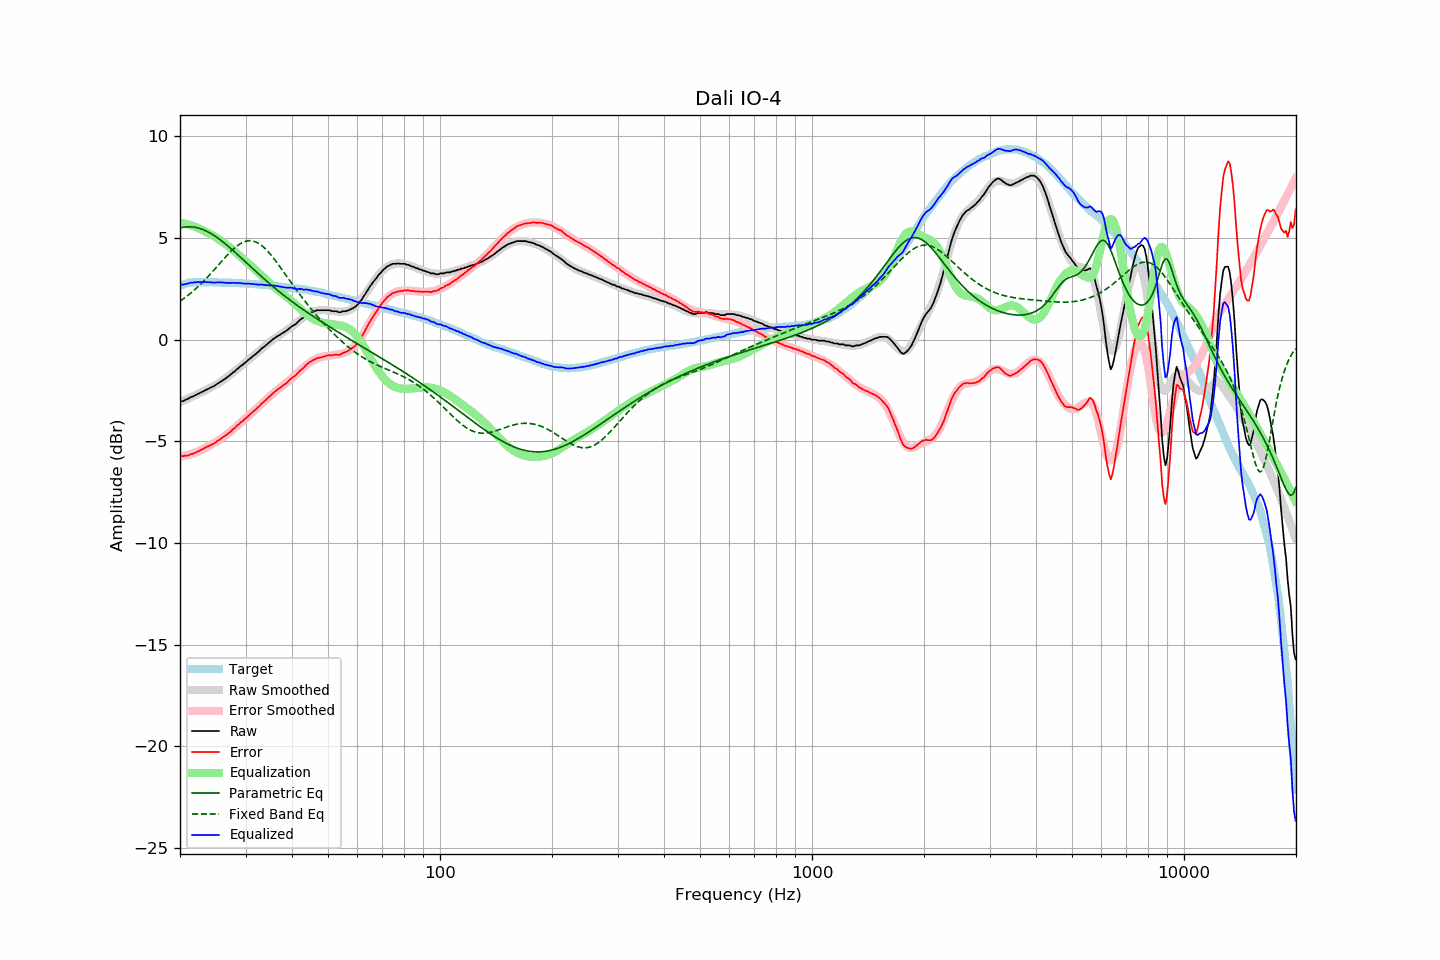 Dali IO-4
Amplitude (dBr)
10
5
0
−5
−10
−15
−20
−25
Target
Raw Smoothed
Error Smoothed
Raw
Error
Equalization
Parametric Eq
Fixed Band Eq
Equalized
100
1000
10000
Frequency (Hz)